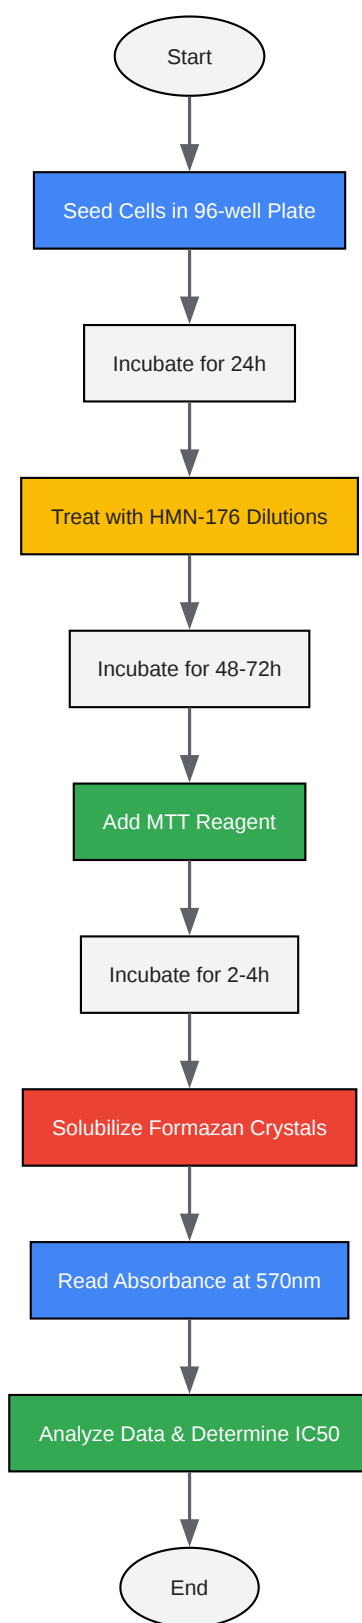 Start
Seed Cells in 96-well Plate
Incubate for 24h
Treat with HMN-176 Dilutions
Incubate for 48-72h
Add MTT Reagent
Incubate for 2-4h
Solubilize Formazan Crystals
Read Absorbance at 570nm
Analyze Data & Determine IC50
End